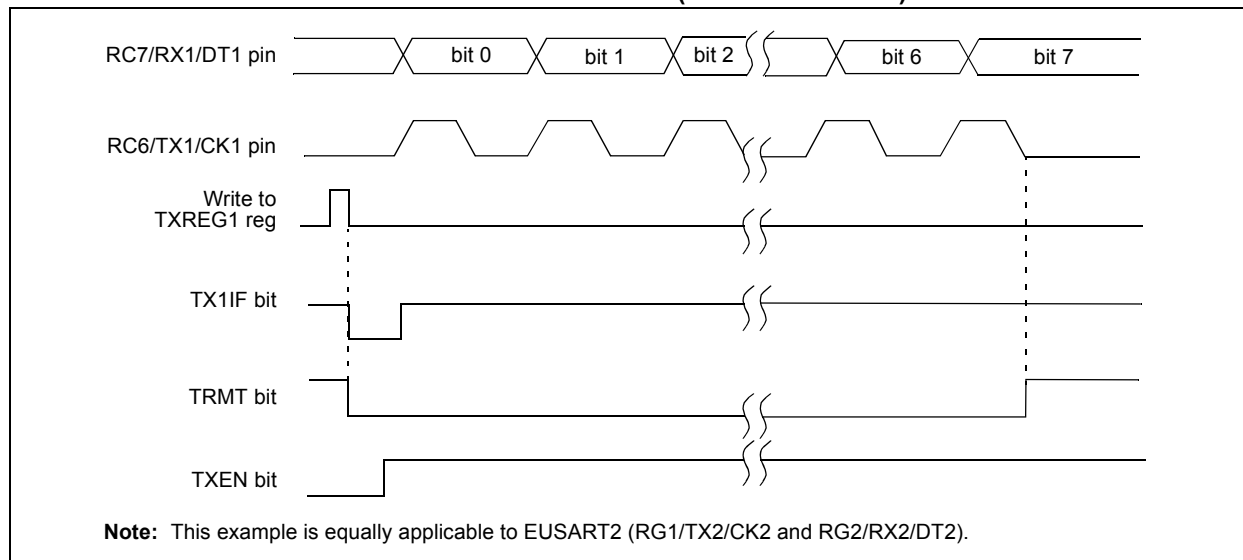 RC7/RX1/DT1 pin
bit 0
bit 1
bit 2
bit 6
bit 7
RC6/TX1/CK1 pin
Write to
TXREG1 reg
TX1IF bit
TRMT bit
TXEN bit
Note: This example is equally applicable to EUSART2 (RG1/TX2/CK2 and RG2/RX2/DT2).